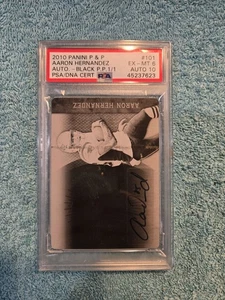 2010 PANINI P & P #101
AARON HERNANDEZ EX-MT 6
AUTO.-BLACK P.P.1/1 AUTO 10
PSA/DNA CERT 45237623
AARON HERNANDEZ